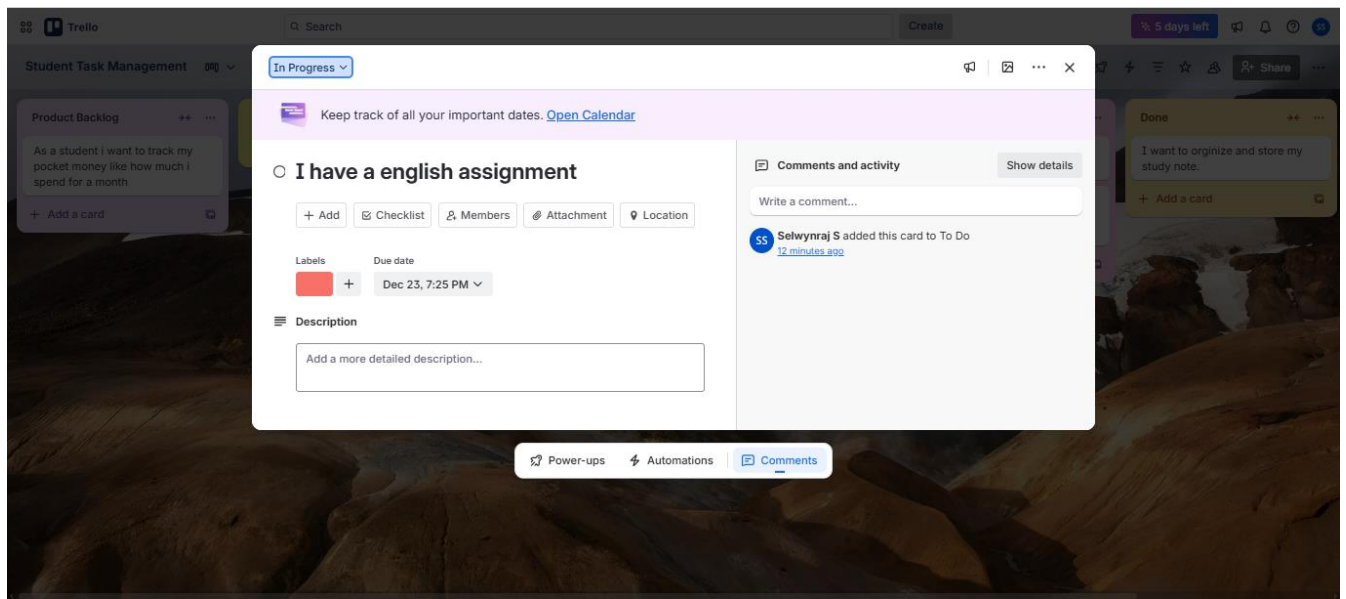 Trello
Search
Create
5 days left
SS
Student Task Management
Share
In Progress
Keep track of all your important dates. Open Calendar
Product Backlog
As a student i want to track my
pocket money like how much i
spend for a month
+ Add a card
I have a english assignment
+ Add
Checklist
Members
Attachment
Location
Labels
Due date
+
Dec 23, 7:25 PM
Description
Add a more detailed description...
Comments and activity
Show details
Write a comment...
SS
Selwynraj S added this card to To Do
12 minutes ago
Done
I want to orginize and store my
study note.
+ Add a card
Power-ups
Automations
Comments